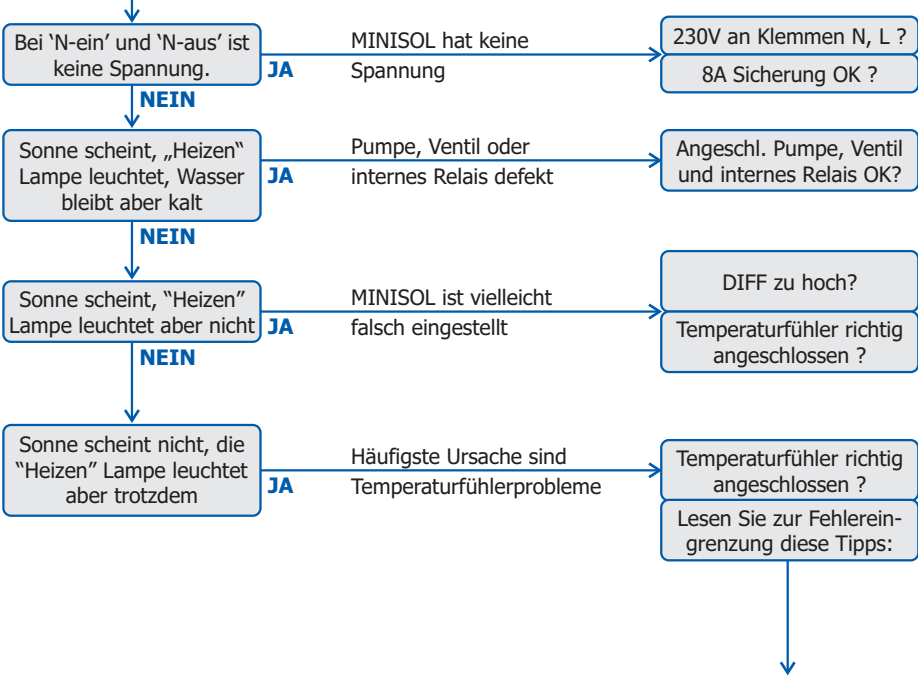 Bei ‘N-ein’ und ‘N-aus’ ist
keine Spannung.
JA
MINISOL hat keine
Spannung
230V an Klemmen N, L ?
8A Sicherung OK ?
NEIN
Sonne scheint, „Heizen“
Lampe leuchtet, Wasser
bleibt aber kalt
JA
Pumpe, Ventil oder
internes Relais defekt
Angeschl. Pumpe, Ventil
und internes Relais OK?
NEIN
Sonne scheint, “Heizen”
Lampe leuchtet aber nicht
JA
MINISOL ist vielleicht
falsch eingestellt
DIFF zu hoch?
Temperaturfühler richtig
angeschlossen ?
NEIN
Sonne scheint nicht, die
“Heizen” Lampe leuchtet
aber trotzdem
JA
Häufigste Ursache sind
Temperaturfühlerprobleme
Temperaturfühler richtig
angeschlossen ?
Lesen Sie zur Fehlerein-
grenzung diese Tipps: